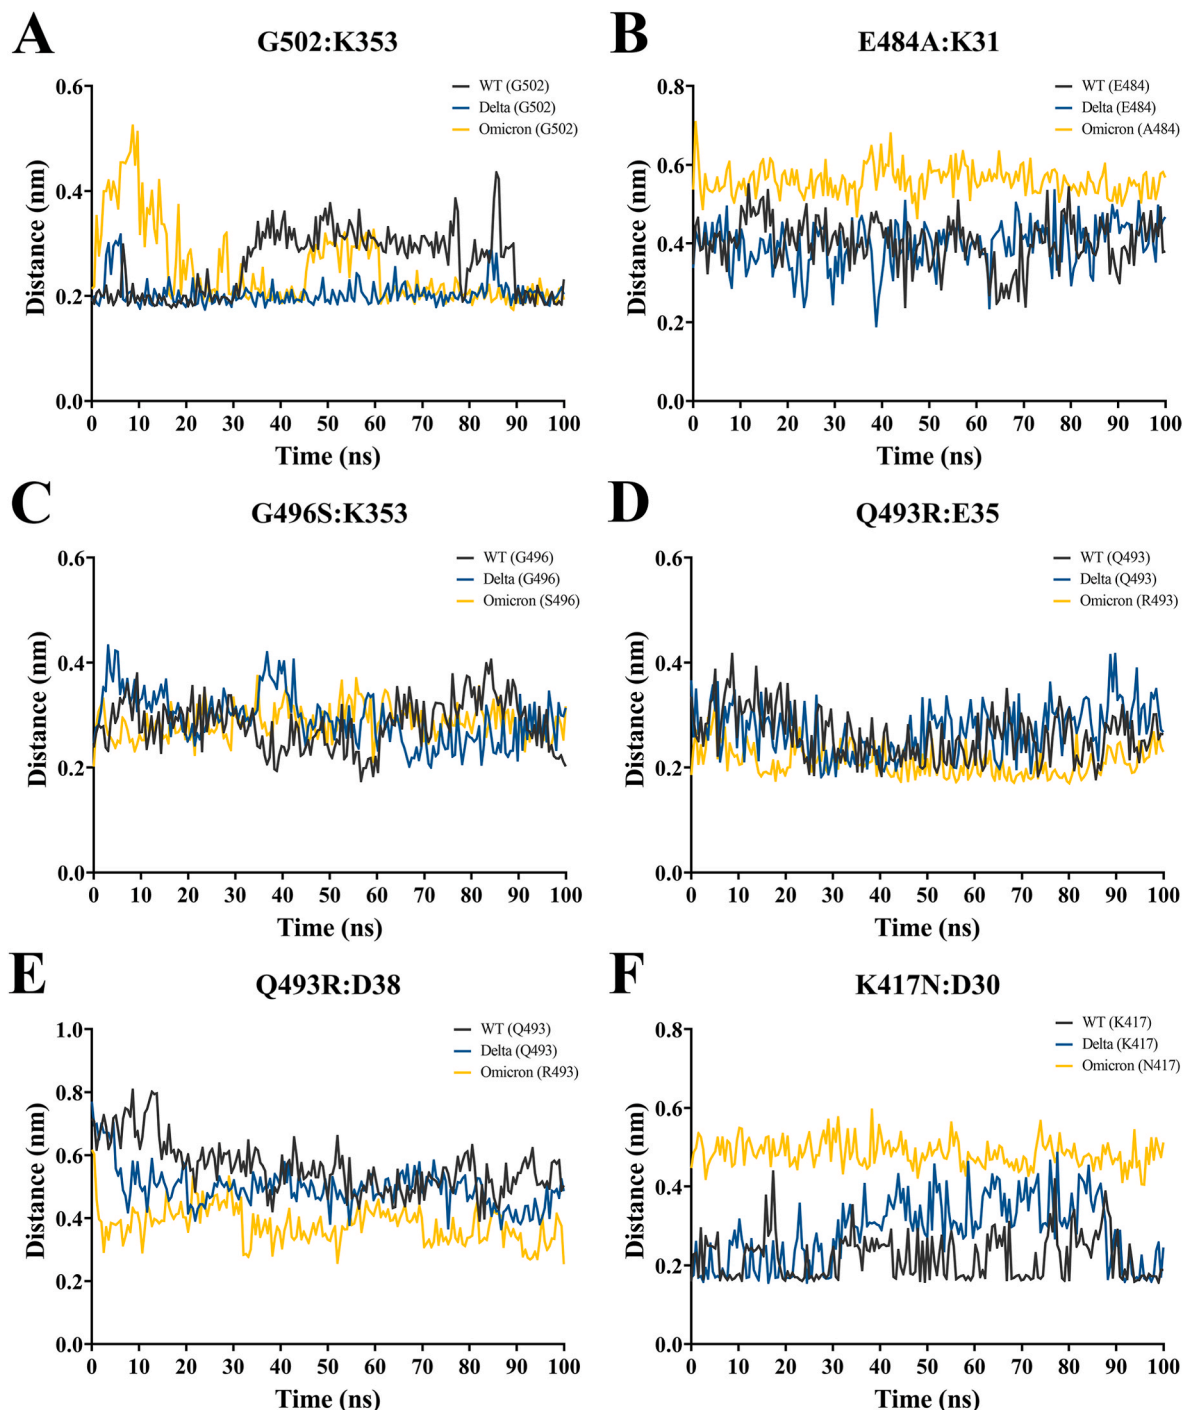 A
G502:K353
WT (G502)
Delta (G502)
Omicron (G502)
Distance (nm)
0.6
0.4
0.2
0.0
0 10 20 30 40 50 60 70 80 90 100
Time (ns)
B
E484A:K31
WT (E484)
Delta (E484)
Omicron (A484)
Distance (nm)
0.8
0.6
0.4
0.2
0.0
0 10 20 30 40 50 60 70 80 90 100
Time (ns)
C
G496S:K353
WT (G496)
Delta (G496)
Omicron (S496)
Distance (nm)
0.6
0.4
0.2
0.0
0 10 20 30 40 50 60 70 80 90 100
Time (ns)
D
Q493R:E35
WT (Q493)
Delta (Q493)
Omicron (R493)
Distance (nm)
0.6
0.4
0.2
0.0
0 10 20 30 40 50 60 70 80 90 100
Time (ns)
E
Q493R:D38
WT (Q493)
Delta (Q493)
Omicron (R493)
Distance (nm)
1.0
0.8
0.6
0.4
0.2
0.0
0 10 20 30 40 50 60 70 80 90 100
Time (ns)
F
K417N:D30
WT (K417)
Delta (K417)
Omicron (N417)
Distance (nm)
0.8
0.6
0.4
0.2
0.0
0 10 20 30 40 50 60 70 80 90 100
Time (ns)